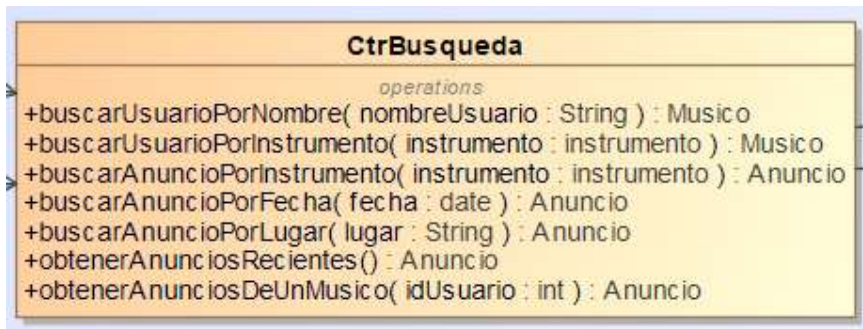 CtrBusqueda
operations
+buscarUsuarioPorNombre( nombreUsuario : String ) : Musico
+buscarUsuarioPorInstrumento( instrumento : instrumento ) : Musico
+buscarAnuncioPorInstrumento( instrumento : instrumento ) : Anuncio
+buscarAnuncioPorFecha( fecha : date ) : Anuncio
+buscarAnuncioPorLugar( lugar : String ) : Anuncio
+obtenerAnunciosRecientes() : Anuncio
+obtenerAnunciosDeUnMusico( idUsuario : int ) : Anuncio